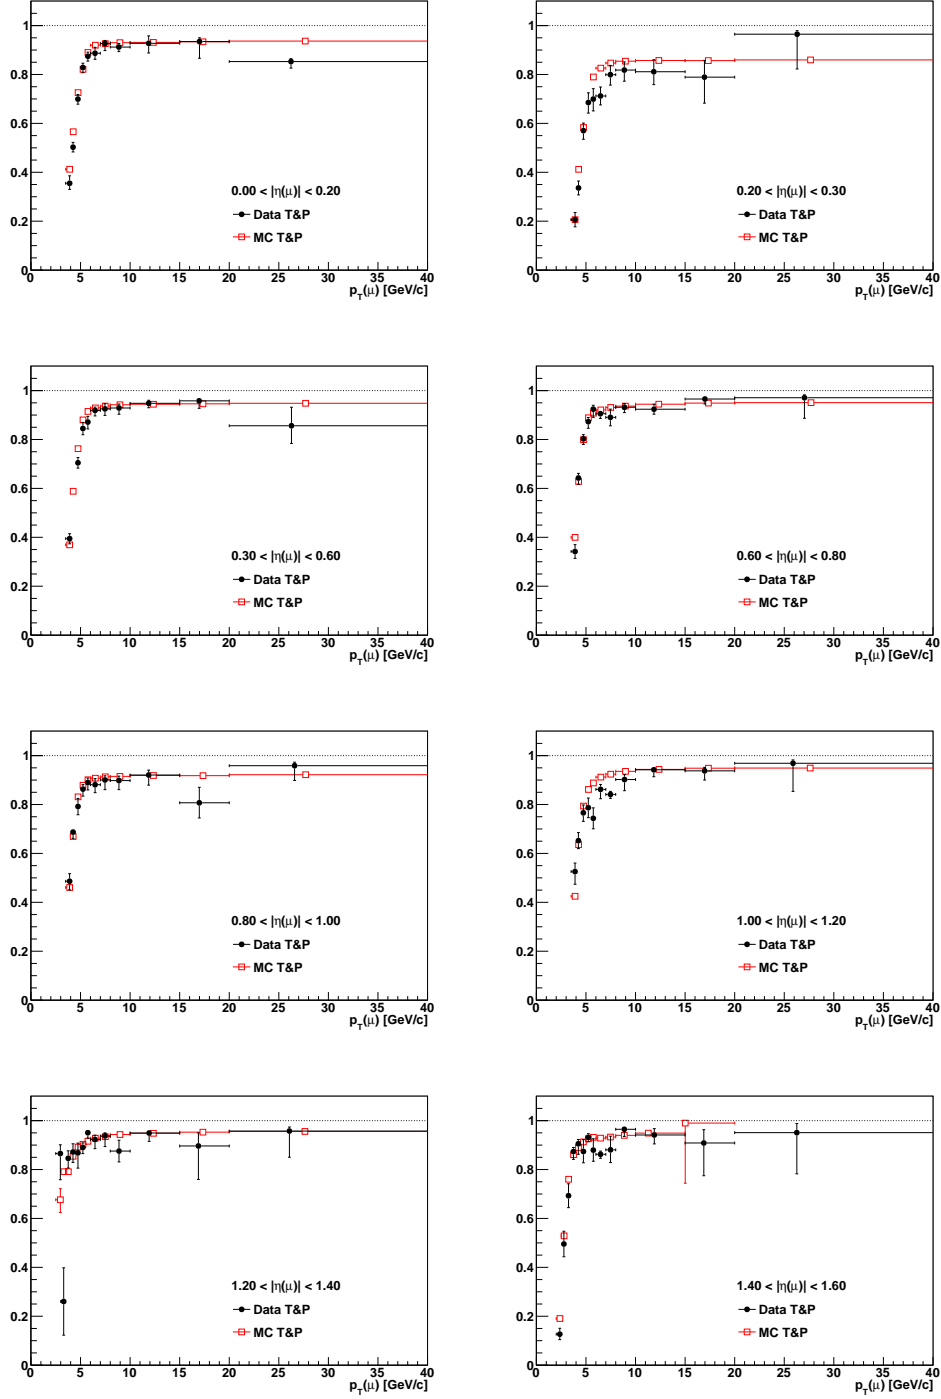 1
0.8
0.6
0.4
0.2
0
0.00 < |η(μ)| < 0.20
Data T&P
MC T&P
0 5 10 15 20 25 30 35 40
p_T(μ) [GeV/c]
1
0.8
0.6
0.4
0.2
0
0.20 < |η(μ)| < 0.30
Data T&P
MC T&P
0 5 10 15 20 25 30 35 40
p_T(μ) [GeV/c]
1
0.8
0.6
0.4
0.2
0
0.30 < |η(μ)| < 0.60
Data T&P
MC T&P
0 5 10 15 20 25 30 35 40
p_T(μ) [GeV/c]
1
0.8
0.6
0.4
0.2
0
0.60 < |η(μ)| < 0.80
Data T&P
MC T&P
0 5 10 15 20 25 30 35 40
p_T(μ) [GeV/c]
1
0.8
0.6
0.4
0.2
0
0.80 < |η(μ)| < 1.00
Data T&P
MC T&P
0 5 10 15 20 25 30 35 40
p_T(μ) [GeV/c]
1
0.8
0.6
0.4
0.2
0
1.00 < |η(μ)| < 1.20
Data T&P
MC T&P
0 5 10 15 20 25 30 35 40
p_T(μ) [GeV/c]
1
0.8
0.6
0.4
0.2
0
1.20 < |η(μ)| < 1.40
Data T&P
MC T&P
0 5 10 15 20 25 30 35 40
p_T(μ) [GeV/c]
1
0.8
0.6
0.4
0.2
0
1.40 < |η(μ)| < 1.60
Data T&P
MC T&P
0 5 10 15 20 25 30 35 40
p_T(μ) [GeV/c]